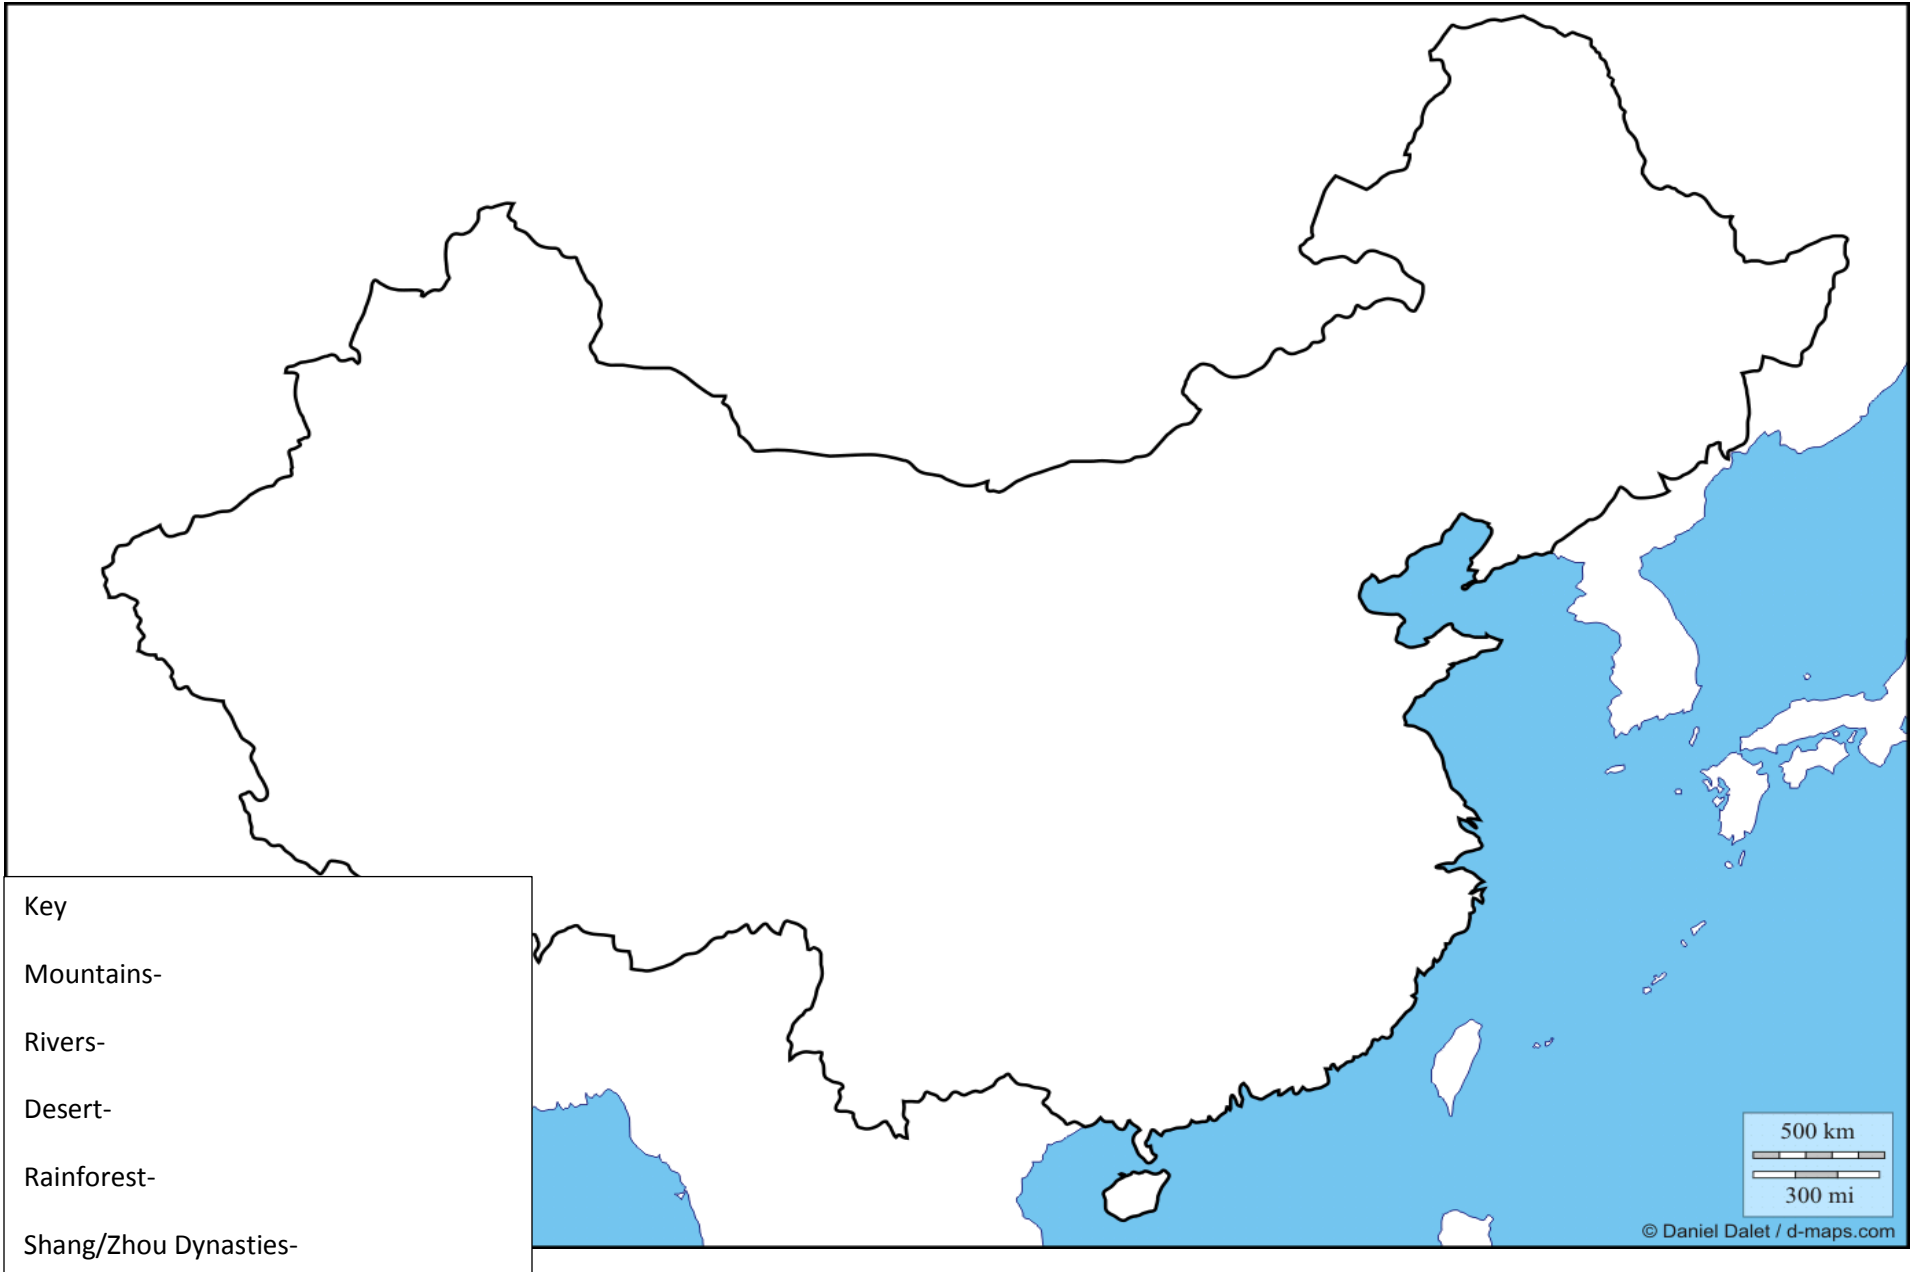 Key
Mountains-
Rivers-
Desert-
Rainforest-
Shang/Zhou Dynasties-
500 km
300 mi
© Daniel Dalet / d-maps.com